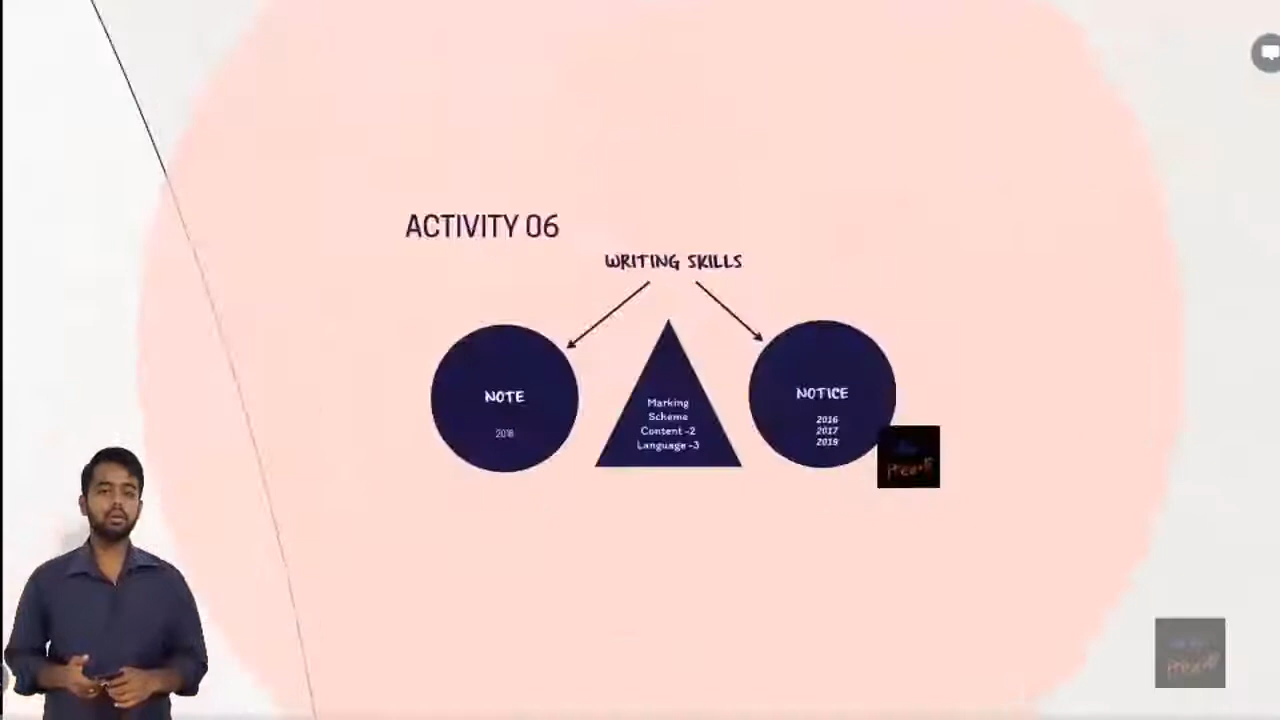 ACTIVITY 06
WRITING SKILLS
NOTE
2018
Marking
Scheme
Content -2
Language -3
NOTICE
2016
2017
2019